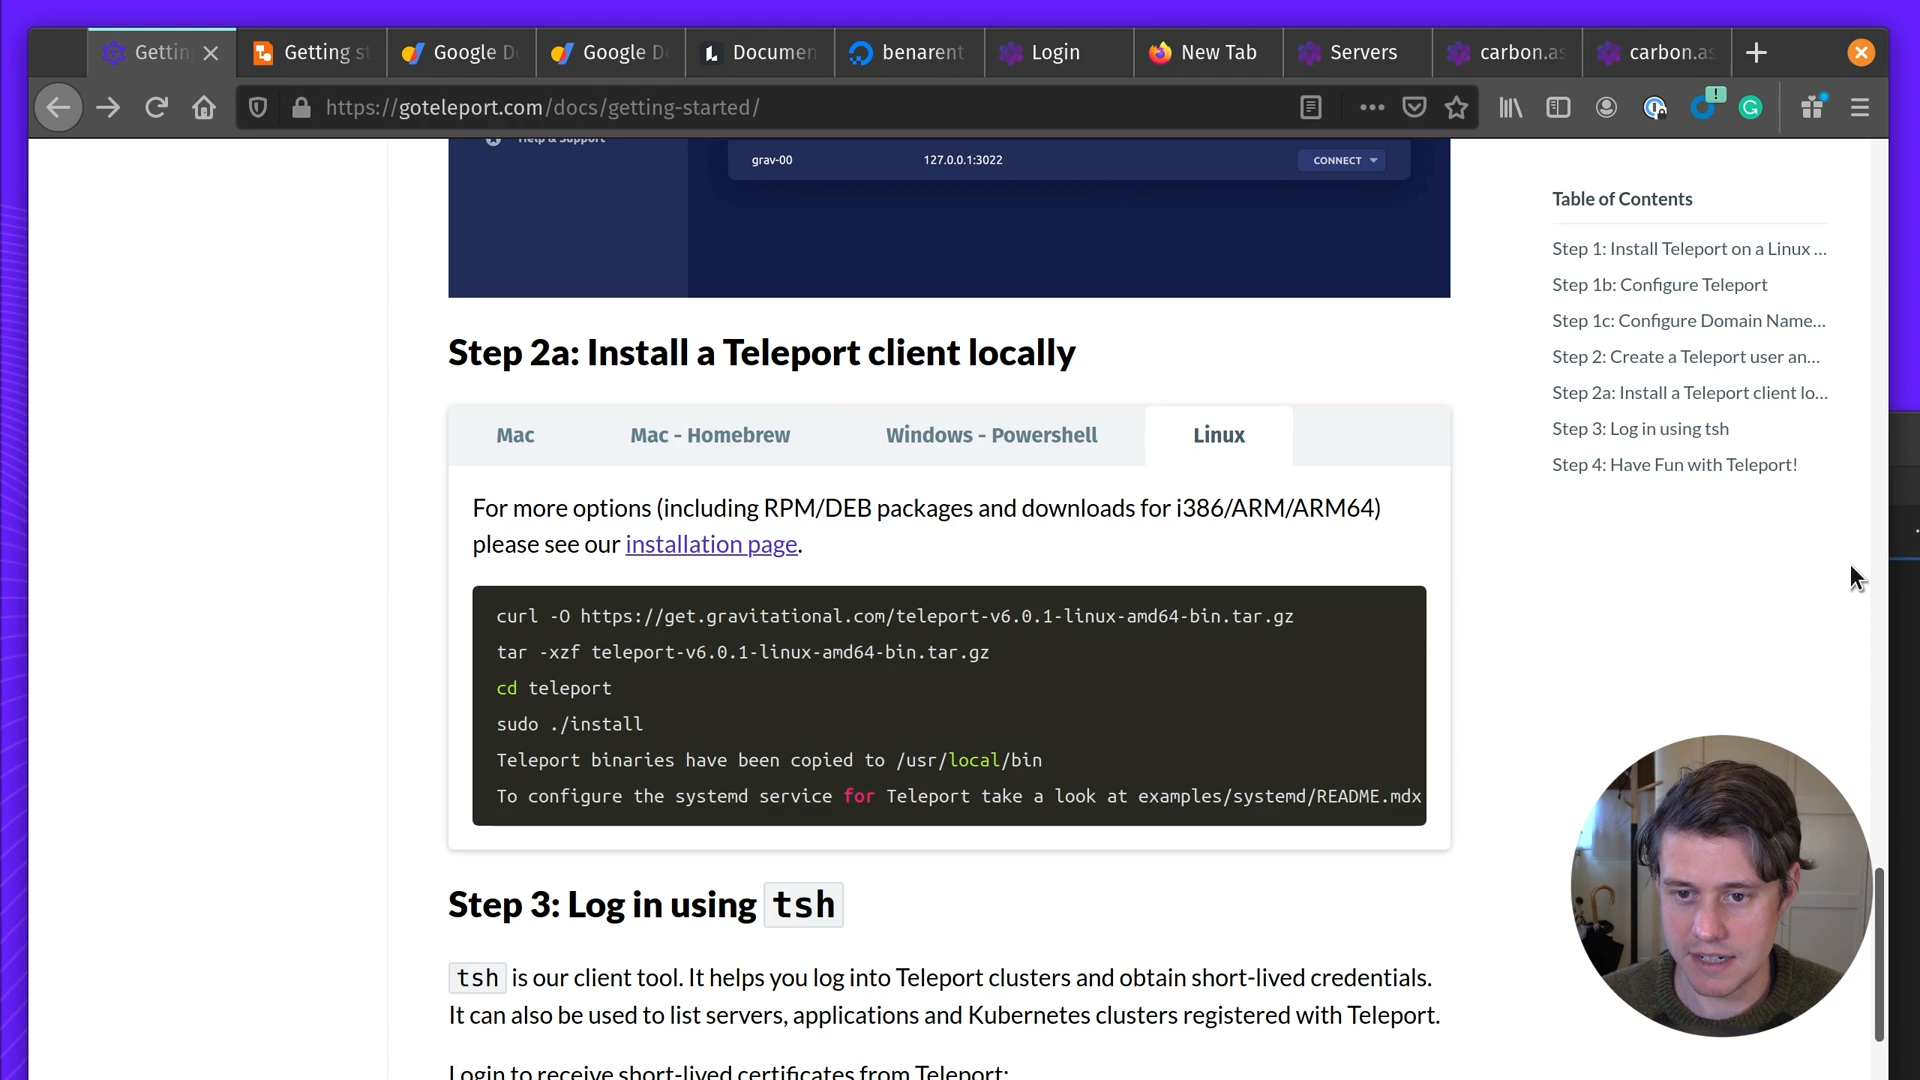 Gettin
Getting st
Google Do
Google Do
Documen
benarent
Login
New Tab
Servers
carbon.as
carbon.as
https://goteleport.com/docs/getting-started/
Help & Support
grav-00
127.0.0.1:3022
CONNECT
Step 2a: Install a Teleport client locally
Mac
Mac - Homebrew
Windows - Powershell
Linux
For more options (including RPM/DEB packages and downloads for i386/ARM/ARM64)
please see our installation page.
curl -O https://get.gravitational.com/teleport-v6.0.1-linux-amd64-bin.tar.gz
tar -xzf teleport-v6.0.1-linux-amd64-bin.tar.gz
cd teleport
sudo ./install
Teleport binaries have been copied to /usr/local/bin
To configure the systemd service for Teleport take a look at examples/systemd/README.mdx
Step 3: Log in using tsh
tsh is our client tool. It helps you log into Teleport clusters and obtain short-lived credentials.
It can also be used to list servers, applications and Kubernetes clusters registered with Teleport.
Login to receive short-lived certificates from Teleport:
Table of Contents
Step 1: Install Teleport on a Linux ...
Step 1b: Configure Teleport
Step 1c: Configure Domain Name...
Step 2: Create a Teleport user an...
Step 2a: Install a Teleport client lo...
Step 3: Log in using tsh
Step 4: Have Fun with Teleport!